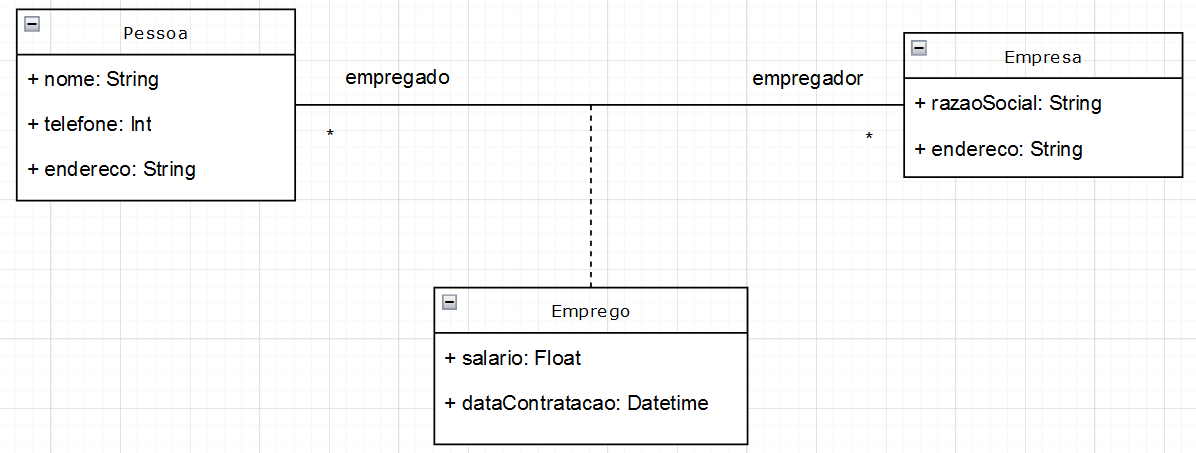 Pessoa
+ nome: String
+ telefone: Int
+ endereco: String
empregado
*
empregador
*
Empresa
+ razaoSocial: String
+ endereco: String
Emprego
+ salario: Float
+ dataContratacao: Datetime